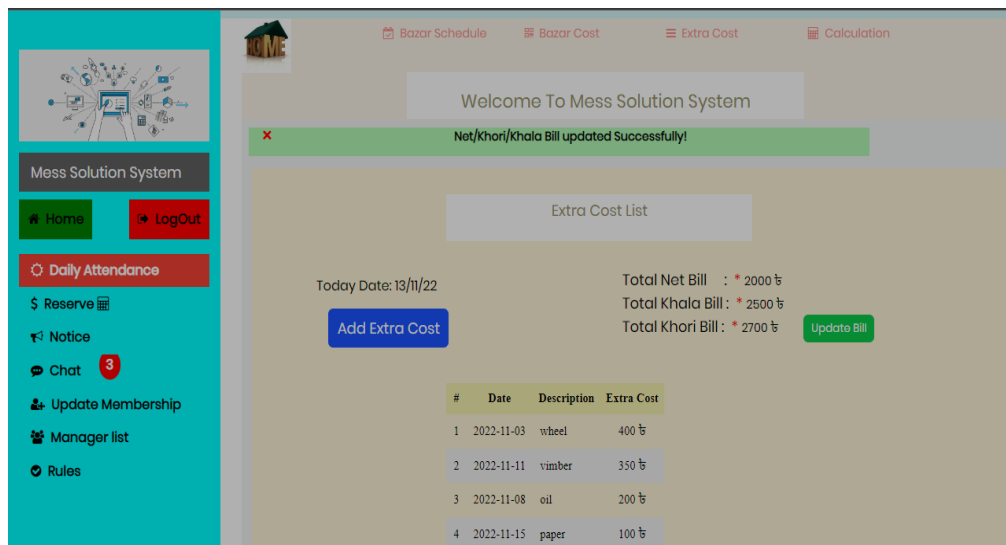 HOME
Bazar Schedule
Bazar Cost
Extra Cost
Calculation
Welcome To Mess Solution System
× Net/Khori/Khala Bill updated Successfully!
Mess Solution System
Home
LogOut
Daily Attendance
$ Reserve
Notice
Chat 3
Update Membership
Manager list
Rules
Extra Cost List
Today Date: 13/11/22
Add Extra Cost
Total Net Bill : * 2000 ৳
Total Khala Bill : * 2500 ৳
Total Khori Bill : * 2700 ৳
Update Bill
# Date Description Extra Cost
1 2022-11-03 wheel 400 ৳
2 2022-11-11 vimber 350 ৳
3 2022-11-08 oil 200 ৳
4 2022-11-15 paper 100 ৳